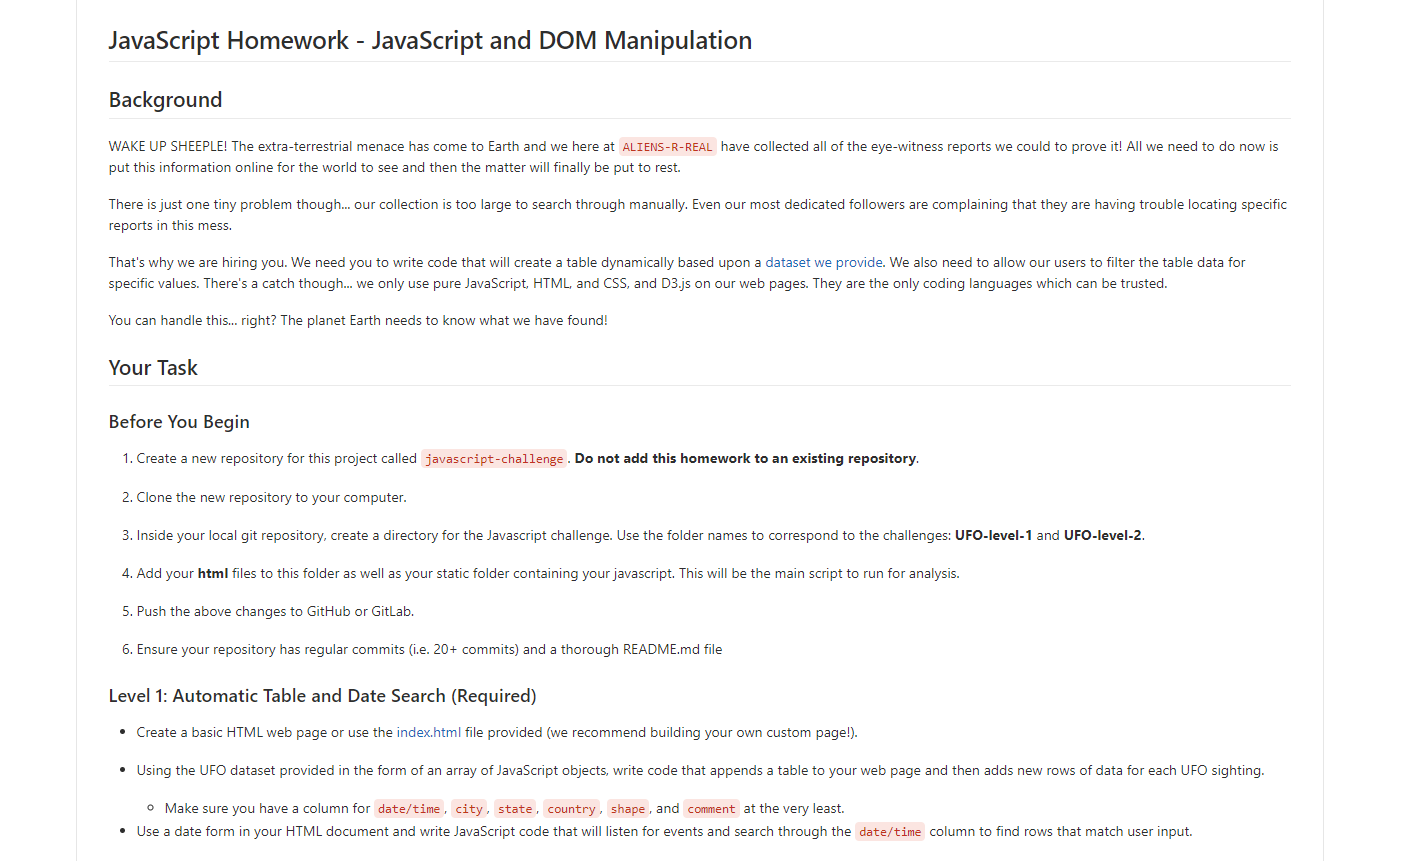 JavaScript Homework - JavaScript and DOM Manipulation
Background
WAKE UP SHEEPLE! The extra-terrestrial menace has come to Earth and we here at ALIENS-R-REAL have collected all of the eye-witness reports we could to prove it! All we need to do now is
put this information online for the world to see and then the matter will finally be put to rest.
There is just one tiny problem though... our collection is too large to search through manually. Even our most dedicated followers are complaining that they are having trouble locating specific
reports in this mess.
That's why we are hiring you. We need you to write code that will create a table dynamically based upon a dataset we provide. We also need to allow our users to filter the table data for
specific values. There's a catch though... we only use pure JavaScript, HTML, and CSS, and D3.js on our web pages. They are the only coding languages which can be trusted.
You can handle this... right? The planet Earth needs to know what we have found!
Your Task
Before You Begin
1. Create a new repository for this project called javascript-challenge. Do not add this homework to an existing repository.
2. Clone the new repository to your computer.
3. Inside your local git repository, create a directory for the Javascript challenge. Use the folder names to correspond to the challenges: UFO-level-1 and UFO-level-2.
4. Add your html files to this folder as well as your static folder containing your javascript. This will be the main script to run for analysis.
5. Push the above changes to GitHub or GitLab.
6. Ensure your repository has regular commits (i.e. 20+ commits) and a thorough README.md file
Level 1: Automatic Table and Date Search (Required)
• Create a basic HTML web page or use the index.html file provided (we recommend building your own custom page!).
• Using the UFO dataset provided in the form of an array of JavaScript objects, write code that appends a table to your web page and then adds new rows of data for each UFO sighting.
◦ Make sure you have a column for date/time, city, state, country, shape, and comment at the very least.
• Use a date form in your HTML document and write JavaScript code that will listen for events and search through the date/time column to find rows that match user input.